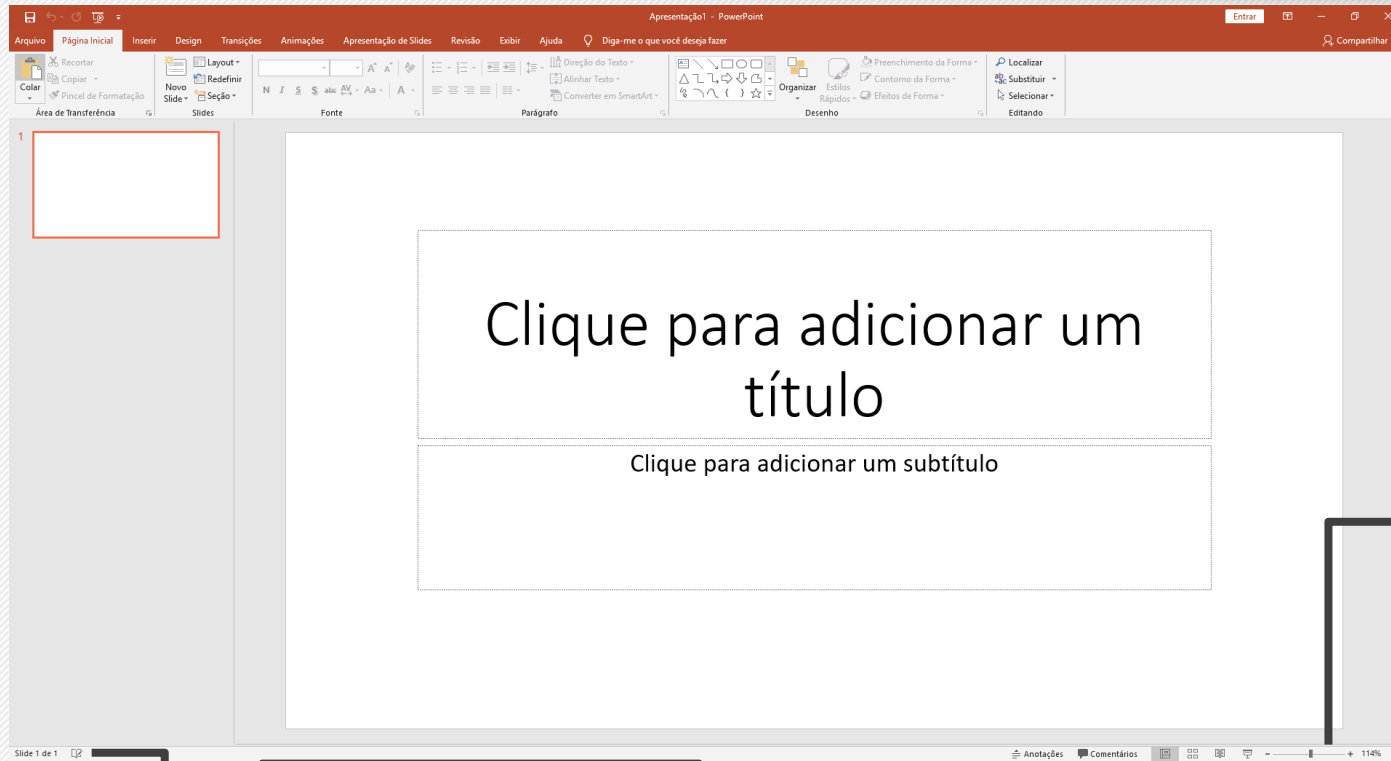 Apresentação1 - PowerPoint
Entrar
Arquivo Página Inicial Inserir Design Transições Animações Apresentação de Slides Revisão Exibir Ajuda Diga-me o que você deseja fazer
Compartilhar
Colar
Recortar
Copiar
Pincel de Formatação
Área de Transferência
Novo
Slide
Layout
Redefinir
Seção
Slides
N I S S abc AV Aa A
Fonte
Direção do Texto
Alinhar Texto
Converter em SmartArt
Parágrafo
Organizar
Estilos
Rápidos
Preenchimento da Forma
Contorno da Forma
Efeitos de Forma
Desenho
Localizar
Substituir
Selecionar
Editando
1
Clique para adicionar um
título
Clique para adicionar um subtítulo
Slide 1 de 1
Anotações Comentários
114%